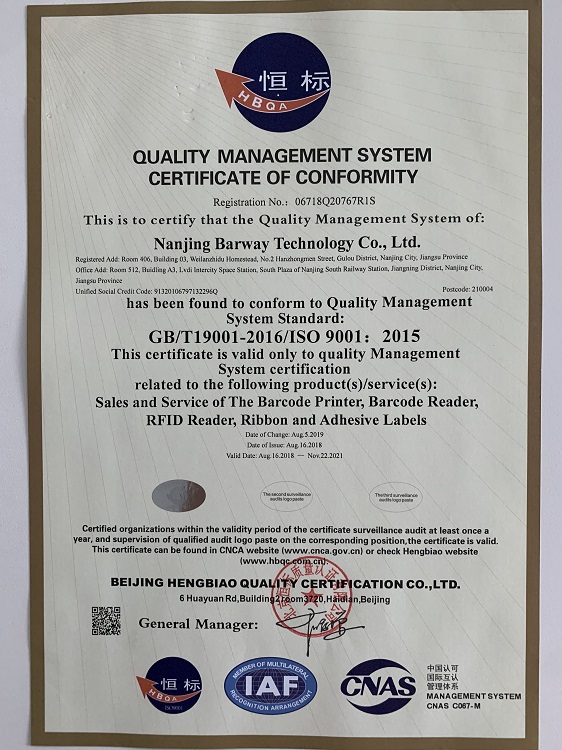 恒标
HBQA
QUALITY MANAGEMENT SYSTEM
CERTIFICATE OF CONFORMITY
Registration No.: 06718Q20767R1S
This is to certify that the Quality Management System of:
Nanjing Barway Technology Co., Ltd.
Registered Add: Room 406, Building 03, Weilanzhidu Homestead, No.2 Hanzhongmen Street, Gulou District, Nanjing City, Jiangsu Province
Office Add: Room 512, Buidling A3, Lvdi Intercity Space Station, South Plaza of Nanjing South Railway Station, Jiangning District, Nanjing City,
Jiangsu Province
Unified Social Credit Code: 91320106797132296Q Postcode: 210004
has been found to conform to Quality Management
System Standard:
GB/T19001-2016/ISO 9001: 2015
This certificate is valid only to quality Management
System certification
related to the following product(s)/service(s):
Sales and Service of The Barcode Printer, Barcode Reader,
RFID Reader, Ribbon and Adhesive Labels
Date of Change: Aug.5.2019
Date of Issue: Aug.16.2018
Valid Date: Aug.16.2018 — Nov.22.2021
The second surveillance
audits logo paste
The third surveillance
audits logo paste
Certified organizations within the validity period of the certificate surveillance audit at least once a
year, and supervision of qualified audit logo paste on the corresponding position,the certificate is valid.
This certificate can be found in CNCA website (www.cnca.gov.cn) or check Hengbiao website
(www.hbqc.com.cn).
BEIJING HENGBIAO QUALITY CERTIFICATION CO.,LTD.
6 Huayuan Rd,Building2room3720,Haidian,Beijing
General Manager:
恒标
HBQA
ISO9001
MEMBER OF MULTILATERAL
IAF
RECOGNITION ARRANGEMENT
CNAS
中国认可
国际互认
管理体系
MANAGEMENT SYSTEM
CNAS C067-M